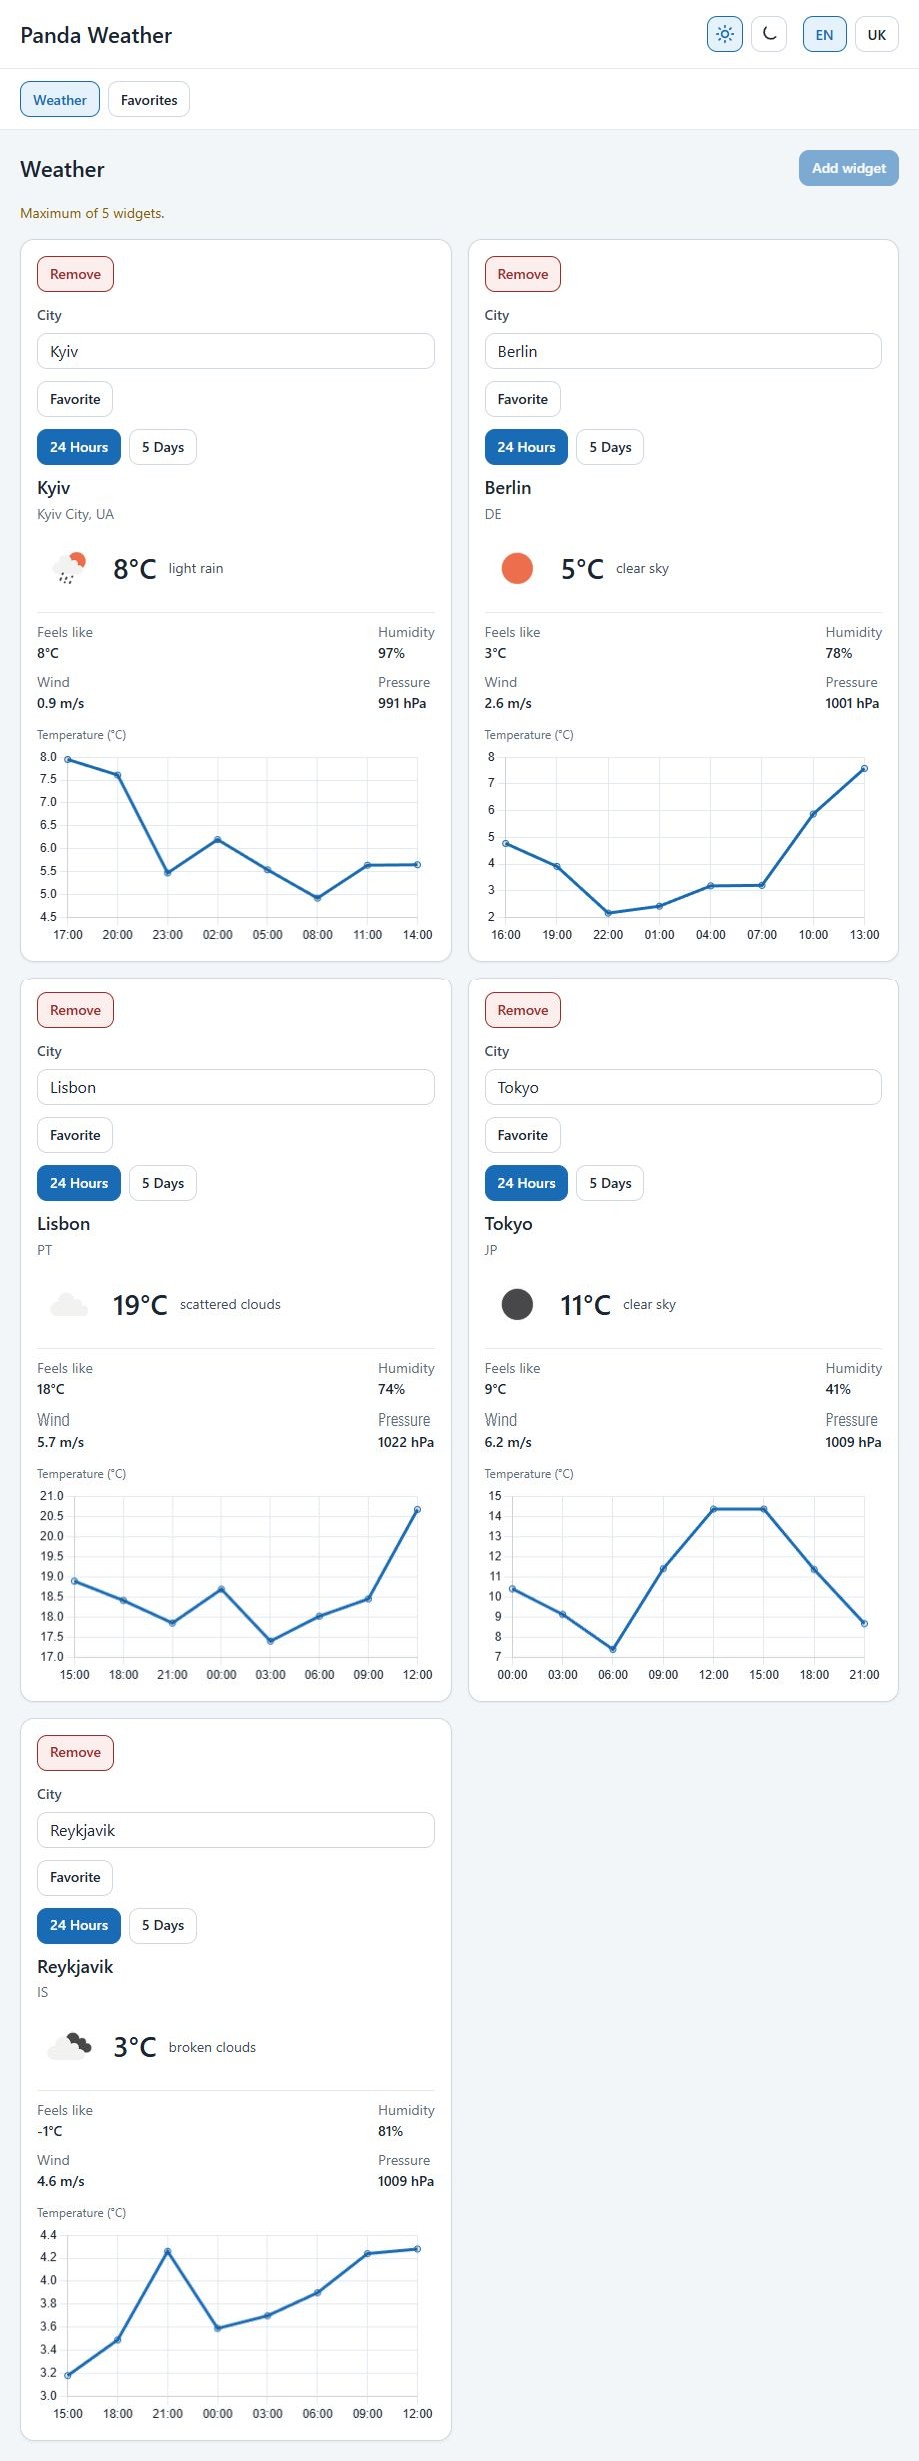 Panda Weather
EN UK
Weather Favorites
Weather
Add widget
Maximum of 5 widgets.
Remove
City
Kyiv
Favorite
24 Hours 5 Days
Kyiv
Kyiv City, UA
8°C light rain
Feels like Humidity
8°C 97%
Wind Pressure
0.9 m/s 991 hPa
Temperature (°C)
8.0
7.5
7.0
6.5
6.0
5.5
5.0
4.5
17:00 20:00 23:00 02:00 05:00 08:00 11:00 14:00
Remove
City
Berlin
Favorite
24 Hours 5 Days
Berlin
DE
5°C clear sky
Feels like Humidity
3°C 78%
Wind Pressure
2.6 m/s 1001 hPa
Temperature (°C)
8
7
6
5
4
3
2
16:00 19:00 22:00 01:00 04:00 07:00 10:00 13:00
Remove
City
Lisbon
Favorite
24 Hours 5 Days
Lisbon
PT
19°C scattered clouds
Feels like Humidity
18°C 74%
Wind Pressure
5.7 m/s 1022 hPa
Temperature (°C)
21.0
20.5
20.0
19.5
19.0
18.5
18.0
17.5
17.0
15:00 18:00 21:00 00:00 03:00 06:00 09:00 12:00
Remove
City
Tokyo
Favorite
24 Hours 5 Days
Tokyo
JP
11°C clear sky
Feels like Humidity
9°C 41%
Wind Pressure
6.2 m/s 1009 hPa
Temperature (°C)
15
14
13
12
11
10
9
8
7
00:00 03:00 06:00 09:00 12:00 15:00 18:00 21:00
Remove
City
Reykjavik
Favorite
24 Hours 5 Days
Reykjavik
IS
3°C broken clouds
Feels like Humidity
-1°C 81%
Wind Pressure
4.6 m/s 1009 hPa
Temperature (°C)
4.4
4.2
4.0
3.8
3.6
3.4
3.2
3.0
15:00 18:00 21:00 00:00 03:00 06:00 09:00 12:00